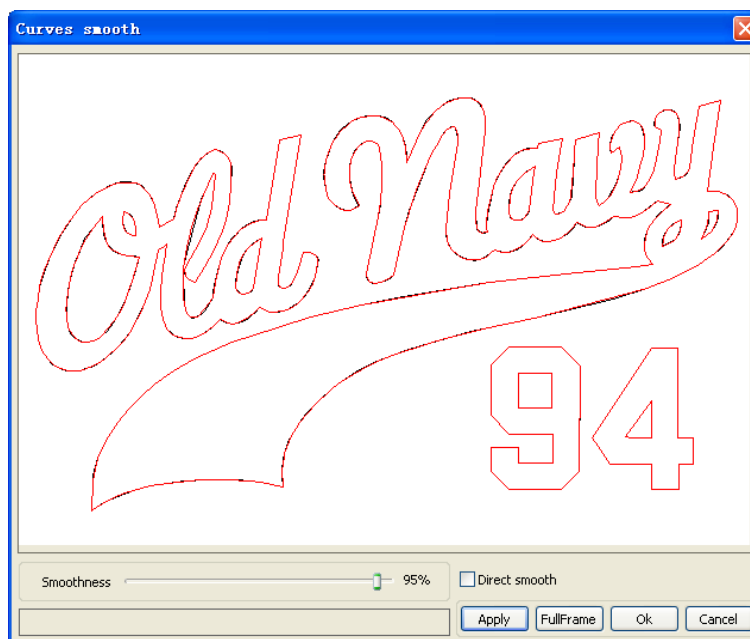 Curves smooth
Old Navy
94
Smoothness 95% Direct smooth
Apply FullFrame Ok Cancel